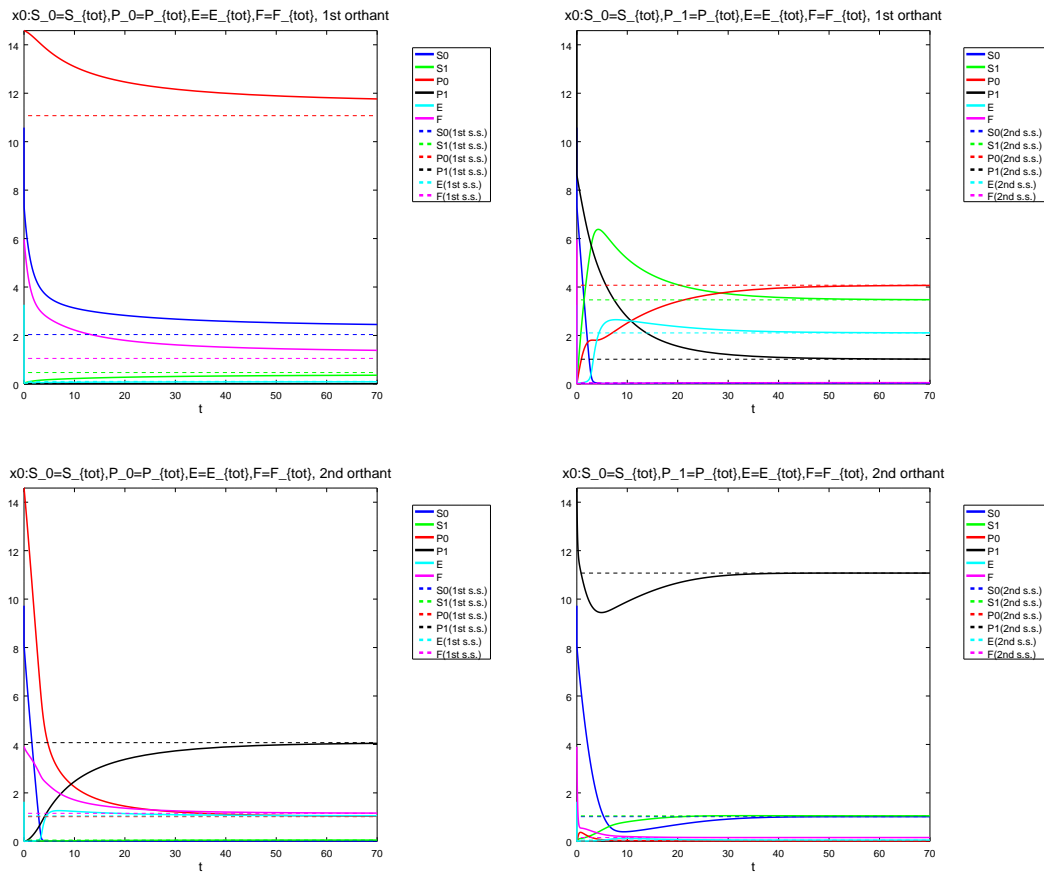 x0:S_0=S_{tot},P_0=P_{tot},E=E_{tot},F=F_{tot}, 1st orthant
14
12
10
8
6
4
2
0
0 10 20 30 40 50 60 70
t
S0
S1
P0
P1
E
F
S0(1st s.s.)
S1(1st s.s.)
P0(1st s.s.)
P1(1st s.s.)
E(1st s.s.)
F(1st s.s.)
x0:S_0=S_{tot},P_1=P_{tot},E=E_{tot},F=F_{tot}, 1st orthant
14
12
10
8
6
4
2
0
0 10 20 30 40 50 60 70
t
S0
S1
P0
P1
E
F
S0(2nd s.s.)
S1(2nd s.s.)
P0(2nd s.s.)
P1(2nd s.s.)
E(2nd s.s.)
F(2nd s.s.)
x0:S_0=S_{tot},P_0=P_{tot},E=E_{tot},F=F_{tot}, 2nd orthant
14
12
10
8
6
4
2
0
0 10 20 30 40 50 60 70
t
S0
S1
P0
P1
E
F
S0(1st s.s.)
S1(1st s.s.)
P0(1st s.s.)
P1(1st s.s.)
E(1st s.s.)
F(1st s.s.)
x0:S_0=S_{tot},P_1=P_{tot},E=E_{tot},F=F_{tot}, 2nd orthant
14
12
10
8
6
4
2
0
0 10 20 30 40 50 60 70
t
S0
S1
P0
P1
E
F
S0(2nd s.s.)
S1(2nd s.s.)
P0(2nd s.s.)
P1(2nd s.s.)
E(2nd s.s.)
F(2nd s.s.)